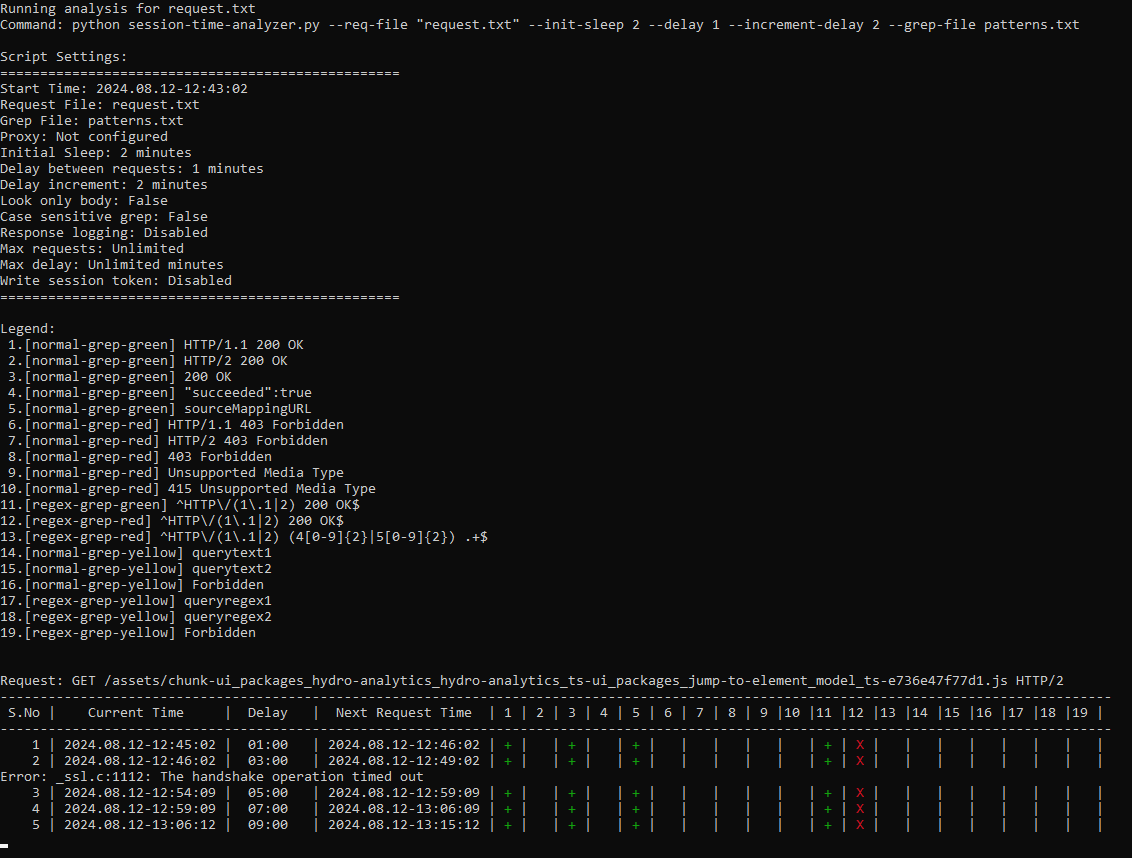 Running analysis for request.txt
Command: python session-time-analyzer.py --req-file "request.txt" --init-sleep 2 --delay 1 --increment-delay 2 --grep-file patterns.txt

Script Settings:
==================================================
Start Time: 2024.08.12-12:43:02
Request File: request.txt
Grep File: patterns.txt
Proxy: Not configured
Initial Sleep: 2 minutes
Delay between requests: 1 minutes
Delay increment: 2 minutes
Look only body: False
Case sensitive grep: False
Response logging: Disabled
Max requests: Unlimited
Max delay: Unlimited minutes
Write session token: Disabled
==================================================

Legend:
 1.[normal-grep-green] HTTP/1.1 200 OK
 2.[normal-grep-green] HTTP/2 200 OK
 3.[normal-grep-green] 200 OK
 4.[normal-grep-green] "succeeded":true
 5.[normal-grep-green] sourceMappingURL
 6.[normal-grep-red] HTTP/1.1 403 Forbidden
 7.[normal-grep-red] HTTP/2 403 Forbidden
 8.[normal-grep-red] 403 Forbidden
 9.[normal-grep-red] Unsupported Media Type
10.[normal-grep-red] 415 Unsupported Media Type
11.[regex-grep-green] ^HTTP\/(1\.1|2) 200 OK$
12.[regex-grep-red] ^HTTP\/(1\.1|2) 200 OK$
13.[regex-grep-red] ^HTTP\/(1\.1|2) (4[0-9]{2}|5[0-9]{2}) .+$
14.[normal-grep-yellow] querytext1
15.[normal-grep-yellow] querytext2
16.[normal-grep-yellow] Forbidden
17.[regex-grep-yellow] queryregex1
18.[regex-grep-yellow] queryregex2
19.[regex-grep-yellow] Forbidden

Request: GET /assets/chunk-ui_packages_hydro-analytics_hydro-analytics_ts-ui_packages_jump-to-element_model_ts-e736e47f77d1.js HTTP/2
-------------------------------------------------------------------------------------------------------------------------------------------
 S.No |    Current Time     |  Delay   |  Next Request Time  | 1 | 2 | 3 | 4 | 5 | 6 | 7 | 8 | 9 |10 |11 |12 |13 |14 |15 |16 |17 |18 |19 |
-------------------------------------------------------------------------------------------------------------------------------------------
    1 | 2024.08.12-12:45:02 |  01:00   | 2024.08.12-12:46:02 | + |   | + |   | + |   |   |   |   |   | + | X |   |   |   |   |   |   |   |
    2 | 2024.08.12-12:46:02 |  03:00   | 2024.08.12-12:49:02 | + |   | + |   | + |   |   |   |   |   | + | X |   |   |   |   |   |   |   |
Error: _ssl.c:1112: The handshake operation timed out
    3 | 2024.08.12-12:54:09 |  05:00   | 2024.08.12-12:59:09 | + |   | + |   | + |   |   |   |   |   | + | X |   |   |   |   |   |   |   |
    4 | 2024.08.12-12:59:09 |  07:00   | 2024.08.12-13:06:09 | + |   | + |   | + |   |   |   |   |   | + | X |   |   |   |   |   |   |   |
    5 | 2024.08.12-13:06:12 |  09:00   | 2024.08.12-13:15:12 | + |   | + |   | + |   |   |   |   |   | + | X |   |   |   |   |   |   |   |